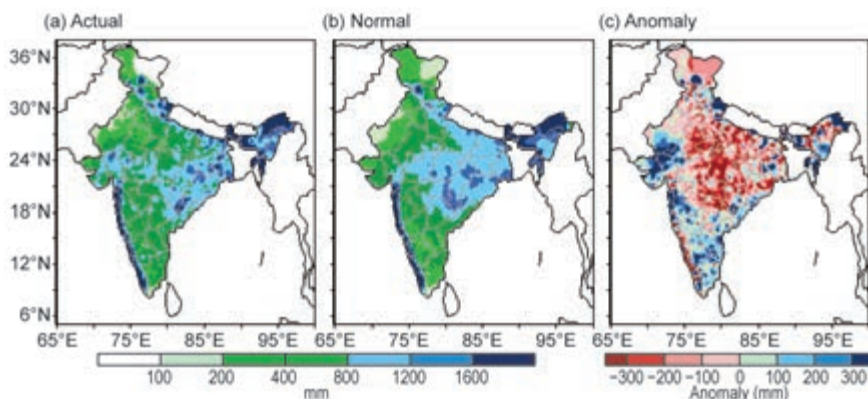 (a) Actual
(b) Normal
(c) Anomaly
36°N
30°N
24°N
18°N
12°N
6°N
65°E 75°E 85°E 95°E 65°E 75°E 85°E 95°E 65°E 75°E 85°E 95°E
100 200 400 800 1200 1600
mm
−300 −200 −100 0 100 200 300
Anomaly (mm)